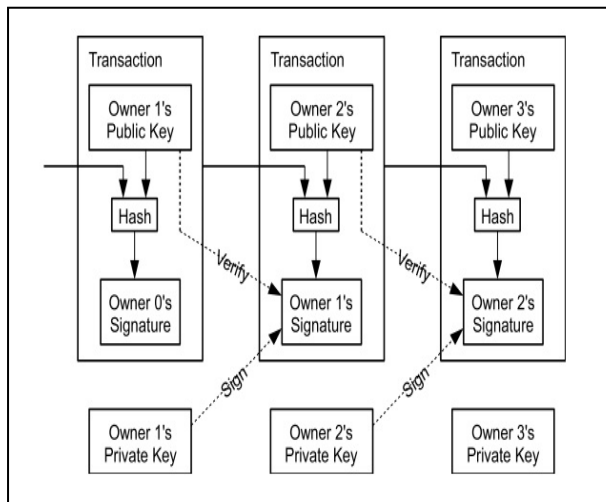 Transaction
Owner 1's
Public Key
Hash
Owner 0's
Signature
Transaction
Owner 2's
Public Key
Hash
Verify
Owner 1's
Signature
Transaction
Owner 3's
Public Key
Hash
Verify
Owner 2's
Signature
Sign
Sign
Owner 1's
Private Key
Owner 2's
Private Key
Owner 3's
Private Key